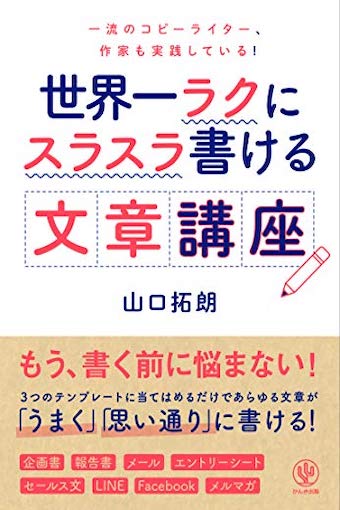 一流のコピーライター、
作家も実践している!
世界一ラクに
スラスラ書ける
文章講座
山口拓朗
もう、書く前に悩まない!
3つのテンプレートに当てはめるだけであらゆる文章が
「うまく」「思い通り」に書ける!
企画書 報告書 メール エントリーシート
セールス文 LINE Facebook メルマガ
かんき出版